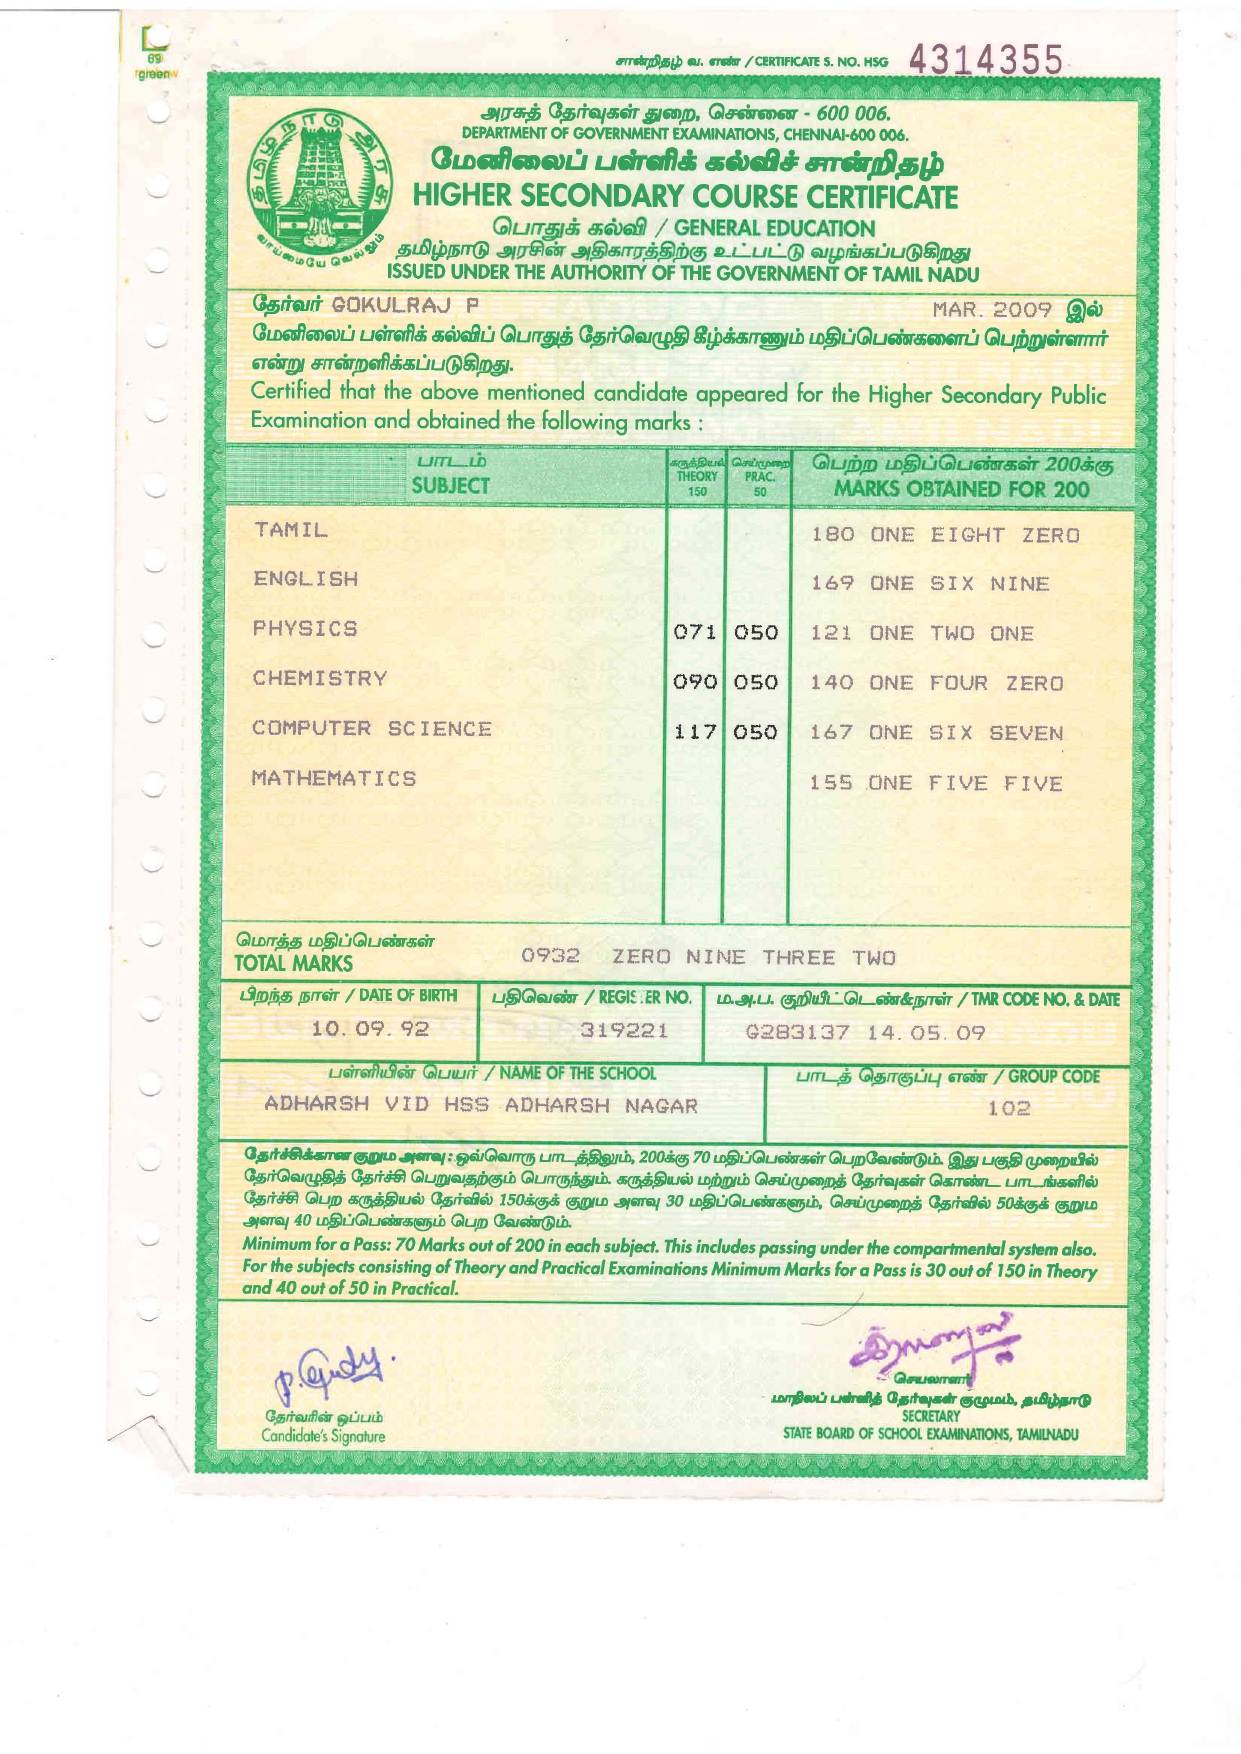 69
green
சான்றிதழ் வ. எண் / CERTIFICATE S. NO. HSG 4314355
தமிழ்நாடு அரசு
வாய்மையே வெல்லும்
அரசுத் தேர்வுகள் துறை, சென்னை - 600 006.
DEPARTMENT OF GOVERNMENT EXAMINATIONS, CHENNAI-600 006.
மேனிலைப் பள்ளிக் கல்விச் சான்றிதழ்
HIGHER SECONDARY COURSE CERTIFICATE
பொதுக் கல்வி / GENERAL EDUCATION
தமிழ்நாடு அரசின் அதிகாரத்திற்கு உட்பட்டு வழங்கப்படுகிறது
ISSUED UNDER THE AUTHORITY OF THE GOVERNMENT OF TAMIL NADU
தேர்வர் GOKULRAJ P MAR. 2009 இல்
மேனிலைப் பள்ளிக் கல்விப் பொதுத் தேர்வெழுதி கீழ்க்காணும் மதிப்பெண்களைப் பெற்றுள்ளார்
என்று சான்றளிக்கப்படுகிறது.
Certified that the above mentioned candidate appeared for the Higher Secondary Public
Examination and obtained the following marks :
பாடம் கருத்தியல் செய்முறை பெற்ற மதிப்பெண்கள் 200க்கு
SUBJECT THEORY 150 PRAC. 50 MARKS OBTAINED FOR 200
TAMIL 180 ONE EIGHT ZERO
ENGLISH 169 ONE SIX NINE
PHYSICS 071 050 121 ONE TWO ONE
CHEMISTRY 090 050 140 ONE FOUR ZERO
COMPUTER SCIENCE 117 050 167 ONE SIX SEVEN
MATHEMATICS 155 ONE FIVE FIVE
மொத்த மதிப்பெண்கள்
TOTAL MARKS 0932 ZERO NINE THREE TWO
பிறந்த நாள் / DATE OF BIRTH பதிவெண் / REGISTER NO. ம.அ.ப. குறியீட்டெண்&நாள் / TMR CODE NO. & DATE
10. 09. 92 319221 G283137 14. 05. 09
பள்ளியின் பெயர் / NAME OF THE SCHOOL பாடத் தொகுப்பு எண் / GROUP CODE
ADHARSH VID HSS ADHARSH NAGAR 102
தேர்ச்சிக்கான குறும அளவு : ஒவ்வொரு பாடத்திலும், 200க்கு 70 மதிப்பெண்கள் பெறவேண்டும். இது பகுதி முறையில்
தேர்வெழுதித் தேர்ச்சி பெறுவதற்கும் பொருந்தும். கருத்தியல் மற்றும் செய்முறைத் தேர்வுகள் கொண்ட பாடங்களில்
தேர்ச்சி பெற கருத்தியல் தேர்வில் 150க்குக் குறும அளவு 30 மதிப்பெண்களும், செய்முறைத் தேர்வில் 50க்குக் குறும
அளவு 40 மதிப்பெண்களும் பெற வேண்டும்.
Minimum for a Pass: 70 Marks out of 200 in each subject. This includes passing under the compartmental system also.
For the subjects consisting of Theory and Practical Examinations Minimum Marks for a Pass is 30 out of 150 in Theory
and 40 out of 50 in Practical.
செயலாளர்
மாநிலப் பள்ளித் தேர்வுகள் குழுமம், தமிழ்நாடு
SECRETARY
STATE BOARD OF SCHOOL EXAMINATIONS, TAMILNADU
தேர்வரின் ஒப்பம்
Candidate's Signature